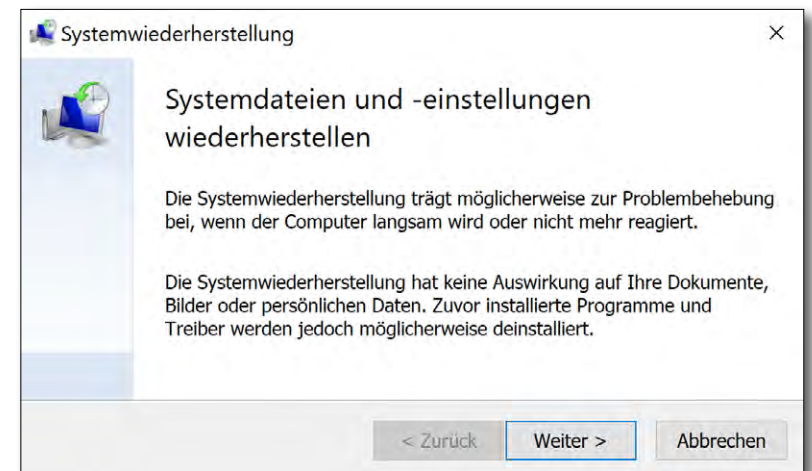 Systemwiederherstellung
Systemdateien und -einstellungen
wiederherstellen
Die Systemwiederherstellung trägt möglicherweise zur Problembehebung
bei, wenn der Computer langsam wird oder nicht mehr reagiert.
Die Systemwiederherstellung hat keine Auswirkung auf Ihre Dokumente,
Bilder oder persönlichen Daten. Zuvor installierte Programme und
Treiber werden jedoch möglicherweise deinstalliert.
< Zurück Weiter > Abbrechen